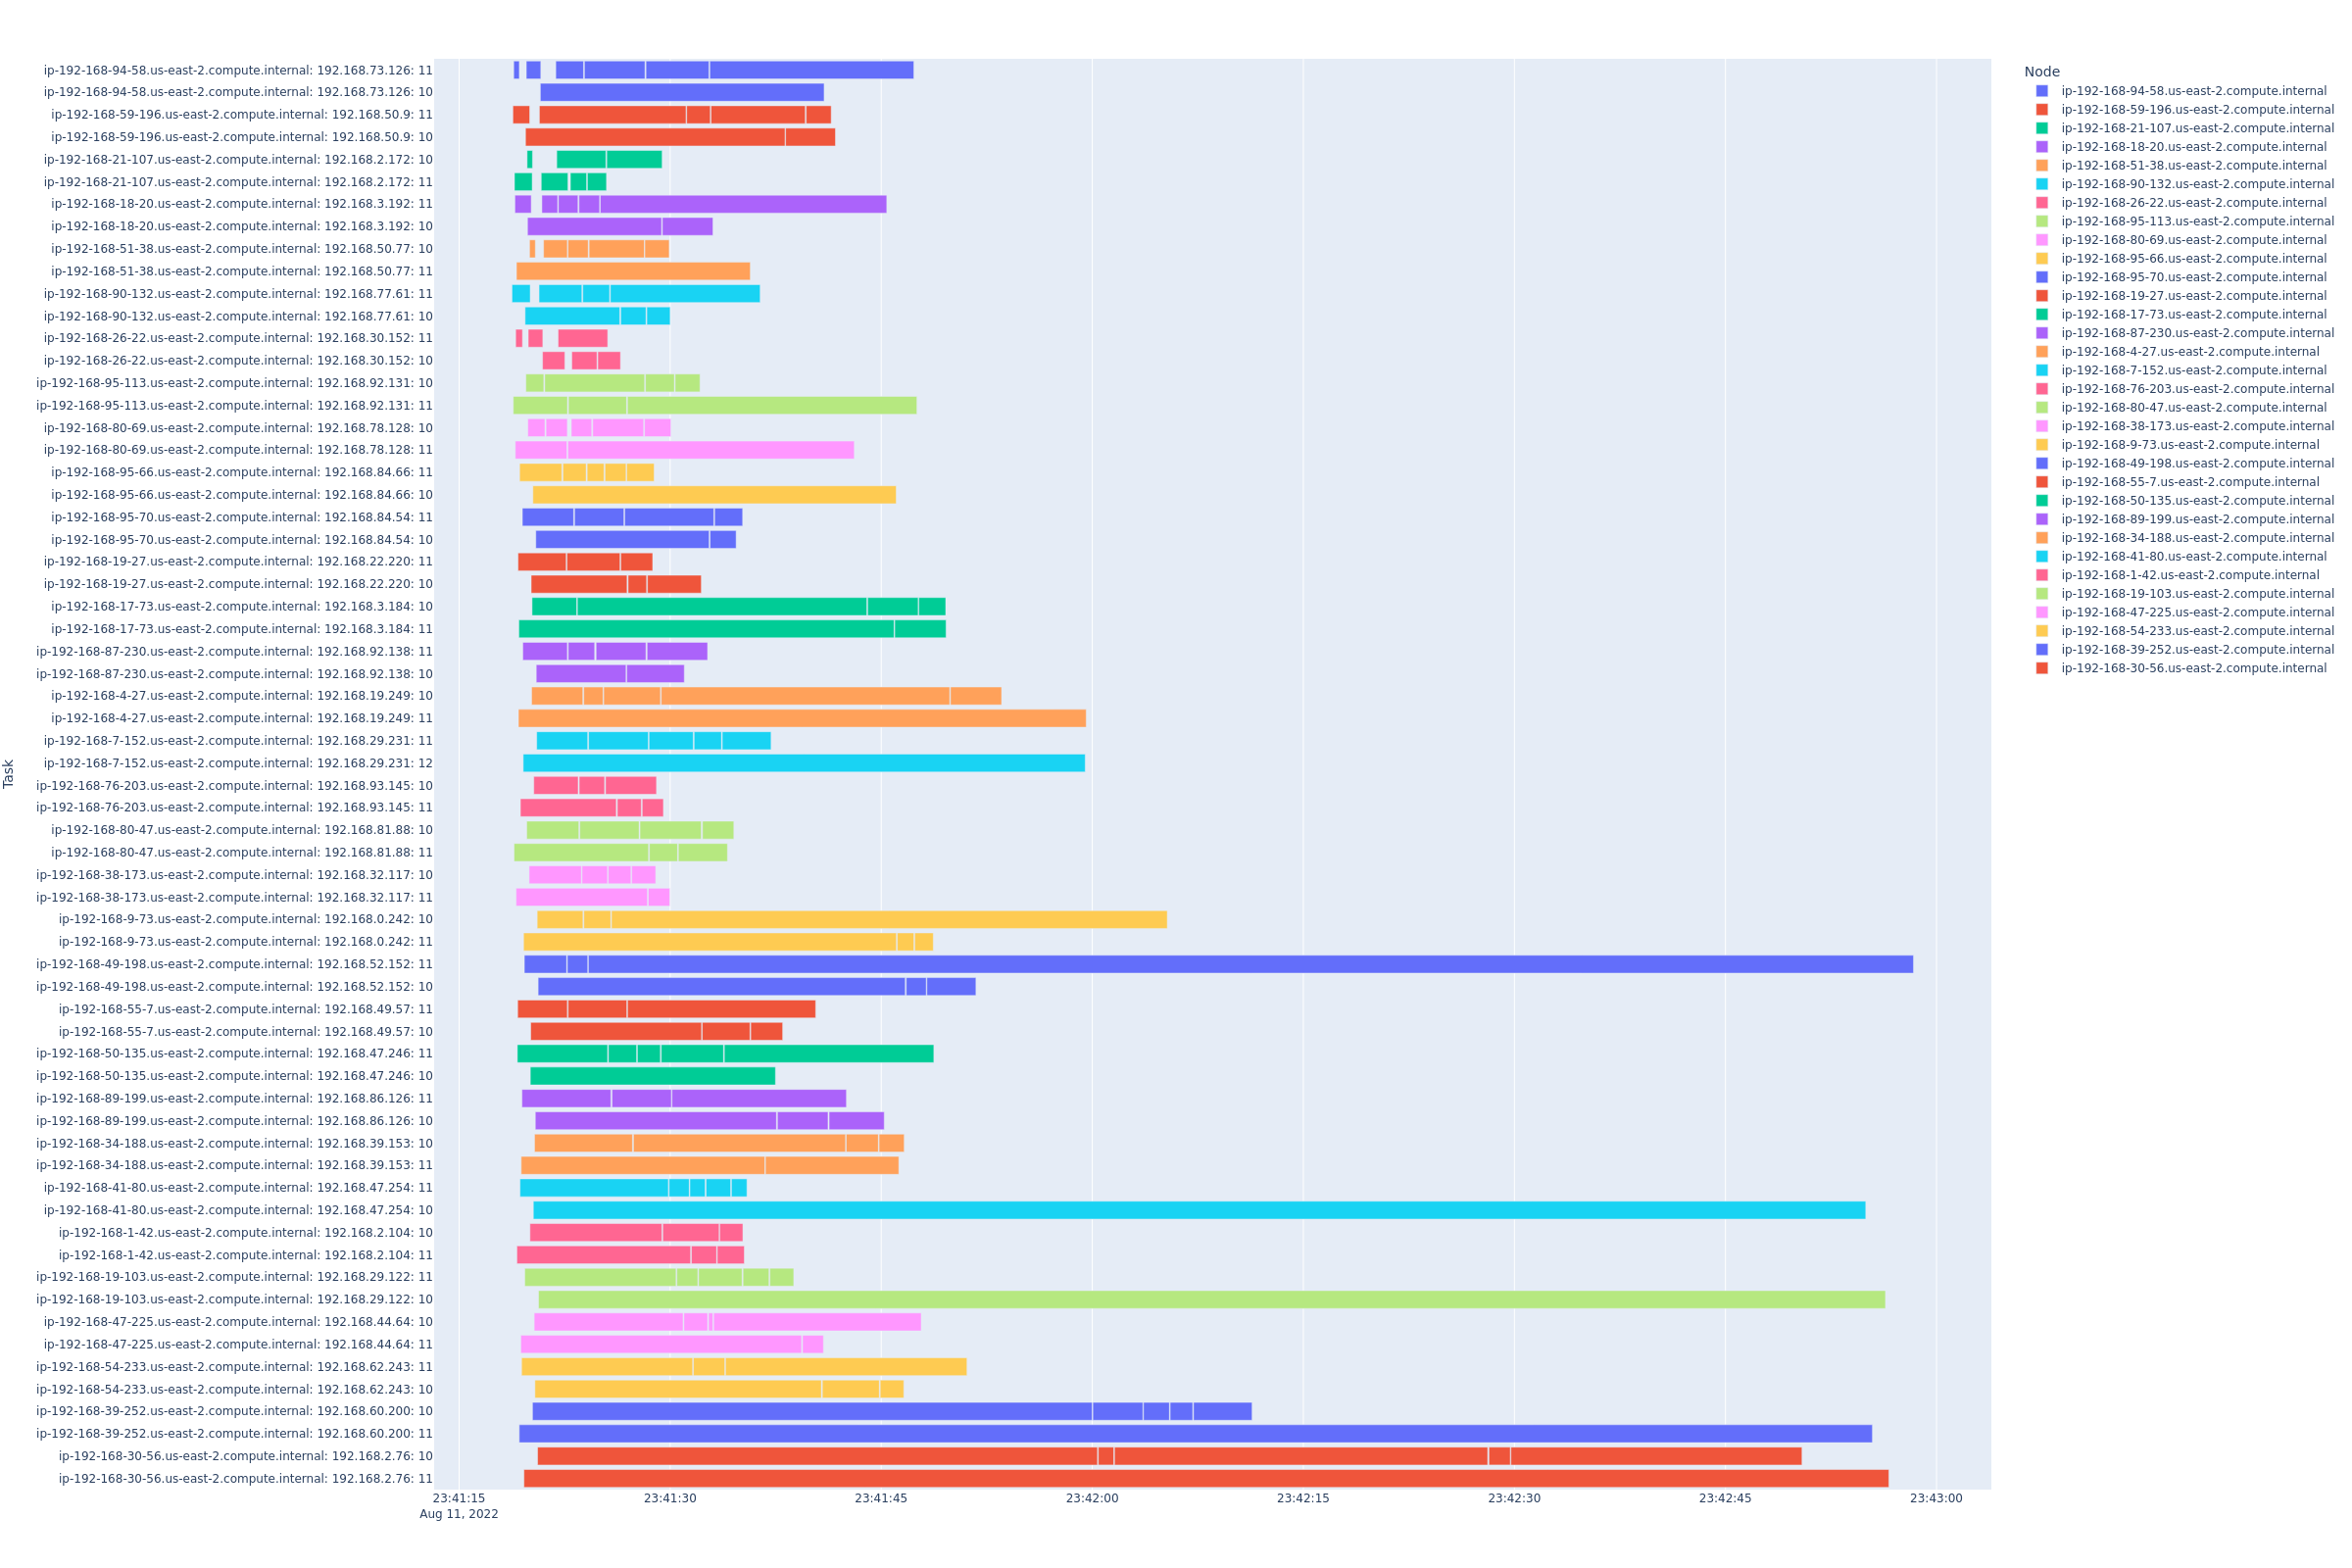 ip-192-168-94-58.us-east-2.compute.internal: 192.168.73.126: 11
ip-192-168-94-58.us-east-2.compute.internal: 192.168.73.126: 10
ip-192-168-59-196.us-east-2.compute.internal: 192.168.50.9: 11
ip-192-168-59-196.us-east-2.compute.internal: 192.168.50.9: 10
ip-192-168-21-107.us-east-2.compute.internal: 192.168.2.172: 10
ip-192-168-21-107.us-east-2.compute.internal: 192.168.2.172: 11
ip-192-168-18-20.us-east-2.compute.internal: 192.168.3.192: 11
ip-192-168-18-20.us-east-2.compute.internal: 192.168.3.192: 10
ip-192-168-51-38.us-east-2.compute.internal: 192.168.50.77: 10
ip-192-168-51-38.us-east-2.compute.internal: 192.168.50.77: 11
ip-192-168-90-132.us-east-2.compute.internal: 192.168.77.61: 11
ip-192-168-90-132.us-east-2.compute.internal: 192.168.77.61: 10
ip-192-168-26-22.us-east-2.compute.internal: 192.168.30.152: 11
ip-192-168-26-22.us-east-2.compute.internal: 192.168.30.152: 10
ip-192-168-95-113.us-east-2.compute.internal: 192.168.92.131: 10
ip-192-168-95-113.us-east-2.compute.internal: 192.168.92.131: 11
ip-192-168-80-69.us-east-2.compute.internal: 192.168.78.128: 10
ip-192-168-80-69.us-east-2.compute.internal: 192.168.78.128: 11
ip-192-168-95-66.us-east-2.compute.internal: 192.168.84.66: 11
ip-192-168-95-66.us-east-2.compute.internal: 192.168.84.66: 10
ip-192-168-95-70.us-east-2.compute.internal: 192.168.84.54: 11
ip-192-168-95-70.us-east-2.compute.internal: 192.168.84.54: 10
ip-192-168-19-27.us-east-2.compute.internal: 192.168.22.220: 11
ip-192-168-19-27.us-east-2.compute.internal: 192.168.22.220: 10
ip-192-168-17-73.us-east-2.compute.internal: 192.168.3.184: 10
ip-192-168-17-73.us-east-2.compute.internal: 192.168.3.184: 11
ip-192-168-87-230.us-east-2.compute.internal: 192.168.92.138: 11
ip-192-168-87-230.us-east-2.compute.internal: 192.168.92.138: 10
ip-192-168-4-27.us-east-2.compute.internal: 192.168.19.249: 10
ip-192-168-4-27.us-east-2.compute.internal: 192.168.19.249: 11
ip-192-168-7-152.us-east-2.compute.internal: 192.168.29.231: 11
ip-192-168-7-152.us-east-2.compute.internal: 192.168.29.231: 12
ip-192-168-76-203.us-east-2.compute.internal: 192.168.93.145: 10
ip-192-168-76-203.us-east-2.compute.internal: 192.168.93.145: 11
ip-192-168-80-47.us-east-2.compute.internal: 192.168.81.88: 10
ip-192-168-80-47.us-east-2.compute.internal: 192.168.81.88: 11
ip-192-168-38-173.us-east-2.compute.internal: 192.168.32.117: 10
ip-192-168-38-173.us-east-2.compute.internal: 192.168.32.117: 11
ip-192-168-9-73.us-east-2.compute.internal: 192.168.0.242: 10
ip-192-168-9-73.us-east-2.compute.internal: 192.168.0.242: 11
ip-192-168-49-198.us-east-2.compute.internal: 192.168.52.152: 11
ip-192-168-49-198.us-east-2.compute.internal: 192.168.52.152: 10
ip-192-168-55-7.us-east-2.compute.internal: 192.168.49.57: 11
ip-192-168-55-7.us-east-2.compute.internal: 192.168.49.57: 10
ip-192-168-50-135.us-east-2.compute.internal: 192.168.47.246: 11
ip-192-168-50-135.us-east-2.compute.internal: 192.168.47.246: 10
ip-192-168-89-199.us-east-2.compute.internal: 192.168.86.126: 11
ip-192-168-89-199.us-east-2.compute.internal: 192.168.86.126: 10
ip-192-168-34-188.us-east-2.compute.internal: 192.168.39.153: 10
ip-192-168-34-188.us-east-2.compute.internal: 192.168.39.153: 11
ip-192-168-41-80.us-east-2.compute.internal: 192.168.47.254: 11
ip-192-168-41-80.us-east-2.compute.internal: 192.168.47.254: 10
ip-192-168-1-42.us-east-2.compute.internal: 192.168.2.104: 10
ip-192-168-1-42.us-east-2.compute.internal: 192.168.2.104: 11
ip-192-168-19-103.us-east-2.compute.internal: 192.168.29.122: 11
ip-192-168-19-103.us-east-2.compute.internal: 192.168.29.122: 10
ip-192-168-47-225.us-east-2.compute.internal: 192.168.44.64: 10
ip-192-168-47-225.us-east-2.compute.internal: 192.168.44.64: 11
ip-192-168-54-233.us-east-2.compute.internal: 192.168.62.243: 11
ip-192-168-54-233.us-east-2.compute.internal: 192.168.62.243: 10
ip-192-168-39-252.us-east-2.compute.internal: 192.168.60.200: 10
ip-192-168-39-252.us-east-2.compute.internal: 192.168.60.200: 11
ip-192-168-30-56.us-east-2.compute.internal: 192.168.2.76: 10
ip-192-168-30-56.us-east-2.compute.internal: 192.168.2.76: 11
Task
23:41:15 23:41:30 23:41:45 23:42:00 23:42:15 23:42:30 23:42:45 23:43:00
Aug 11, 2022
Node
ip-192-168-94-58.us-east-2.compute.internal
ip-192-168-59-196.us-east-2.compute.internal
ip-192-168-21-107.us-east-2.compute.internal
ip-192-168-18-20.us-east-2.compute.internal
ip-192-168-51-38.us-east-2.compute.internal
ip-192-168-90-132.us-east-2.compute.internal
ip-192-168-26-22.us-east-2.compute.internal
ip-192-168-95-113.us-east-2.compute.internal
ip-192-168-80-69.us-east-2.compute.internal
ip-192-168-95-66.us-east-2.compute.internal
ip-192-168-95-70.us-east-2.compute.internal
ip-192-168-19-27.us-east-2.compute.internal
ip-192-168-17-73.us-east-2.compute.internal
ip-192-168-87-230.us-east-2.compute.internal
ip-192-168-4-27.us-east-2.compute.internal
ip-192-168-7-152.us-east-2.compute.internal
ip-192-168-76-203.us-east-2.compute.internal
ip-192-168-80-47.us-east-2.compute.internal
ip-192-168-38-173.us-east-2.compute.internal
ip-192-168-9-73.us-east-2.compute.internal
ip-192-168-49-198.us-east-2.compute.internal
ip-192-168-55-7.us-east-2.compute.internal
ip-192-168-50-135.us-east-2.compute.internal
ip-192-168-89-199.us-east-2.compute.internal
ip-192-168-34-188.us-east-2.compute.internal
ip-192-168-41-80.us-east-2.compute.internal
ip-192-168-1-42.us-east-2.compute.internal
ip-192-168-19-103.us-east-2.compute.internal
ip-192-168-47-225.us-east-2.compute.internal
ip-192-168-54-233.us-east-2.compute.internal
ip-192-168-39-252.us-east-2.compute.internal
ip-192-168-30-56.us-east-2.compute.internal